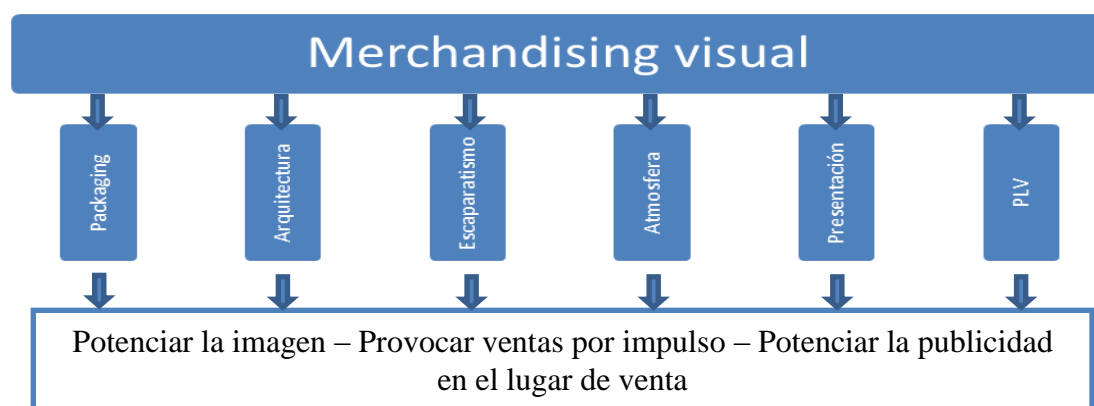 Merchandising visual
Packaging
Arquitectura
Escaparatismo
Atmosfera
Presentación
PLV
Potenciar la imagen – Provocar ventas por impulso – Potenciar la publicidad
en el lugar de venta